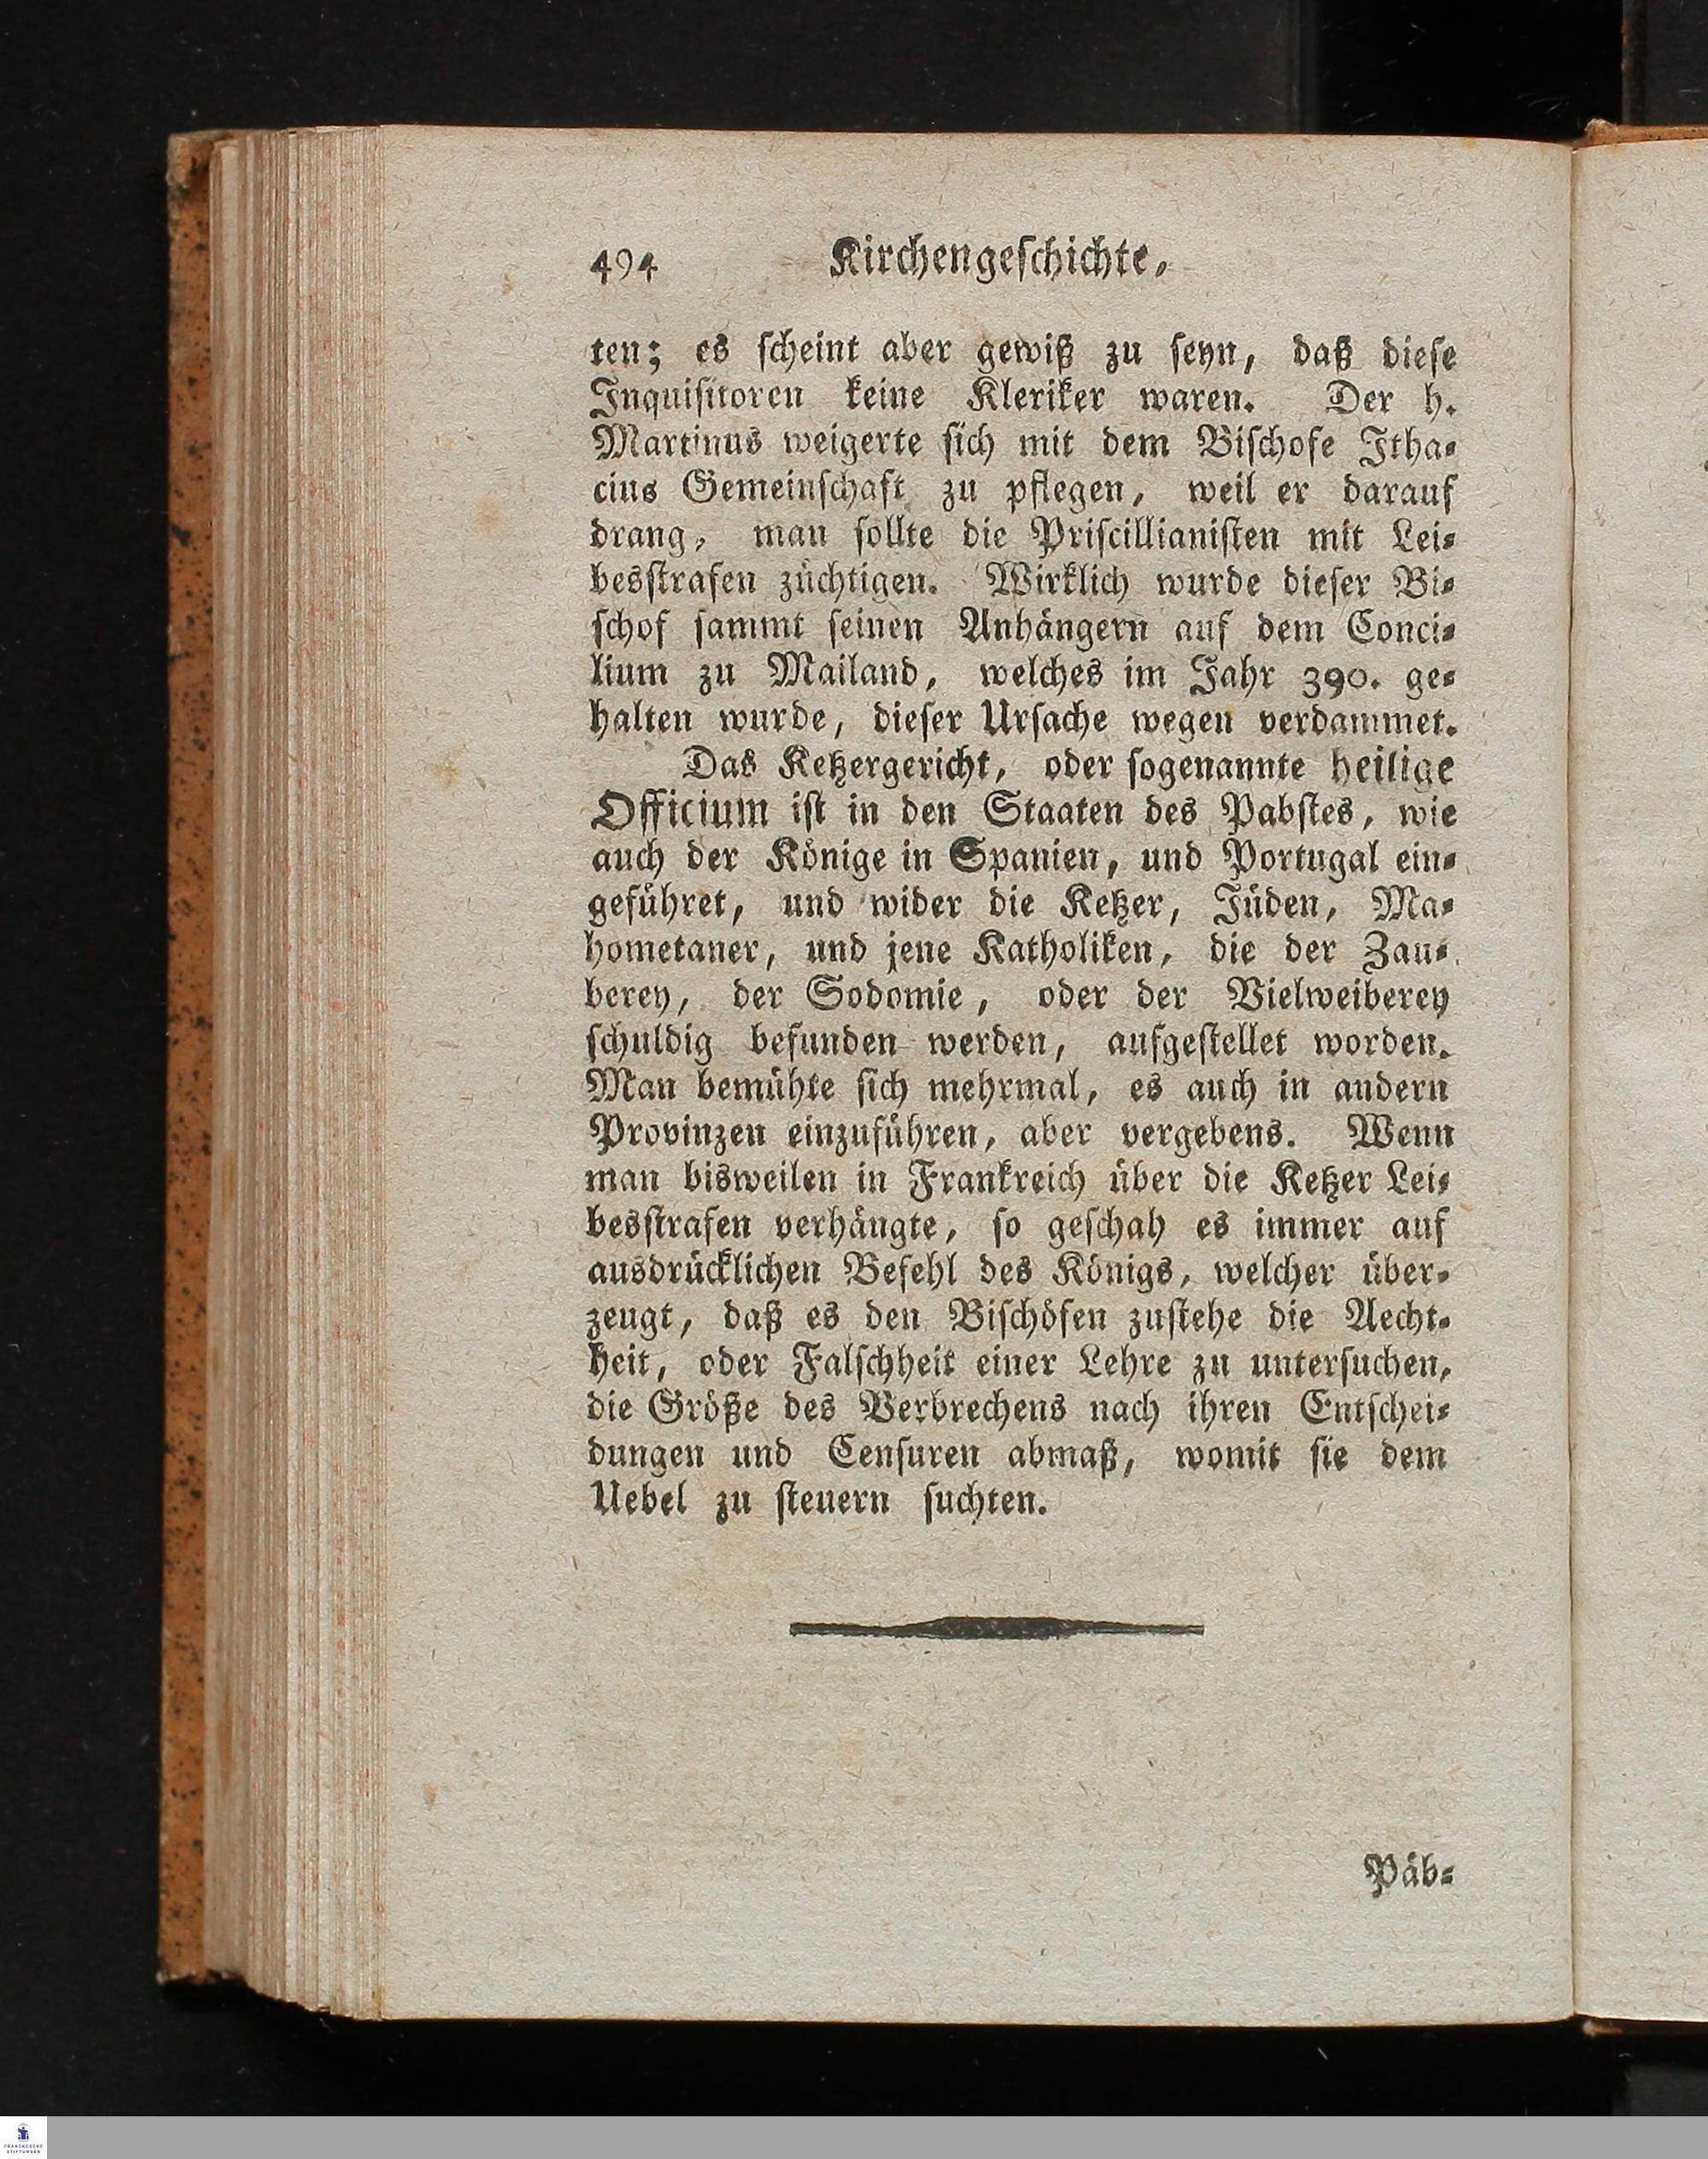 494 Kirchengeschichte,
ten; es scheint aber gewiß zu seyn, daß diese
Inquisitoren keine Kleriker waren. Der h.
Martinus weigerte sich mit dem Bischofe Itha-
cius Gemeinschaft zu pflegen, weil er darauf
drang, man sollte die Priscillianisten mit Lei-
besstrafen züchtigen. Wirklich wurde dieser Bi-
schof sammt seinen Anhängern auf dem Conci-
lium zu Mailand, welches im Jahr 390. ge-
halten wurde, dieser Ursache wegen verdammet.
Das Ketzergericht, oder sogenannte heilige
Officium ist in den Staaten des Pabstes, wie
auch der Könige in Spanien, und Portugal ein-
geführet, und wider die Ketzer, Jüden, Ma-
hometaner, und jene Katholiken, die der Zau-
berey, der Sodomie, oder der Vielweiberey
schuldig befunden werden, aufgestellet worden.
Man bemühte sich mehrmal, es auch in andern
Provinzen einzuführen, aber vergebens. Wenn
man bisweilen in Frankreich über die Ketzer Lei-
besstrafen verhängte, so geschah es immer auf
ausdrücklichen Befehl des Königs, welcher über-
zeugt, daß es den Bischöfen zustehe die Aecht-
heit, oder Falschheit einer Lehre zu untersuchen,
die Größe des Verbrechens nach ihren Entschei-
dungen und Censuren abmaß, womit sie dem
Uebel zu steuern suchten.
Päb-
FRANCKESCHE
STIFTUNGEN